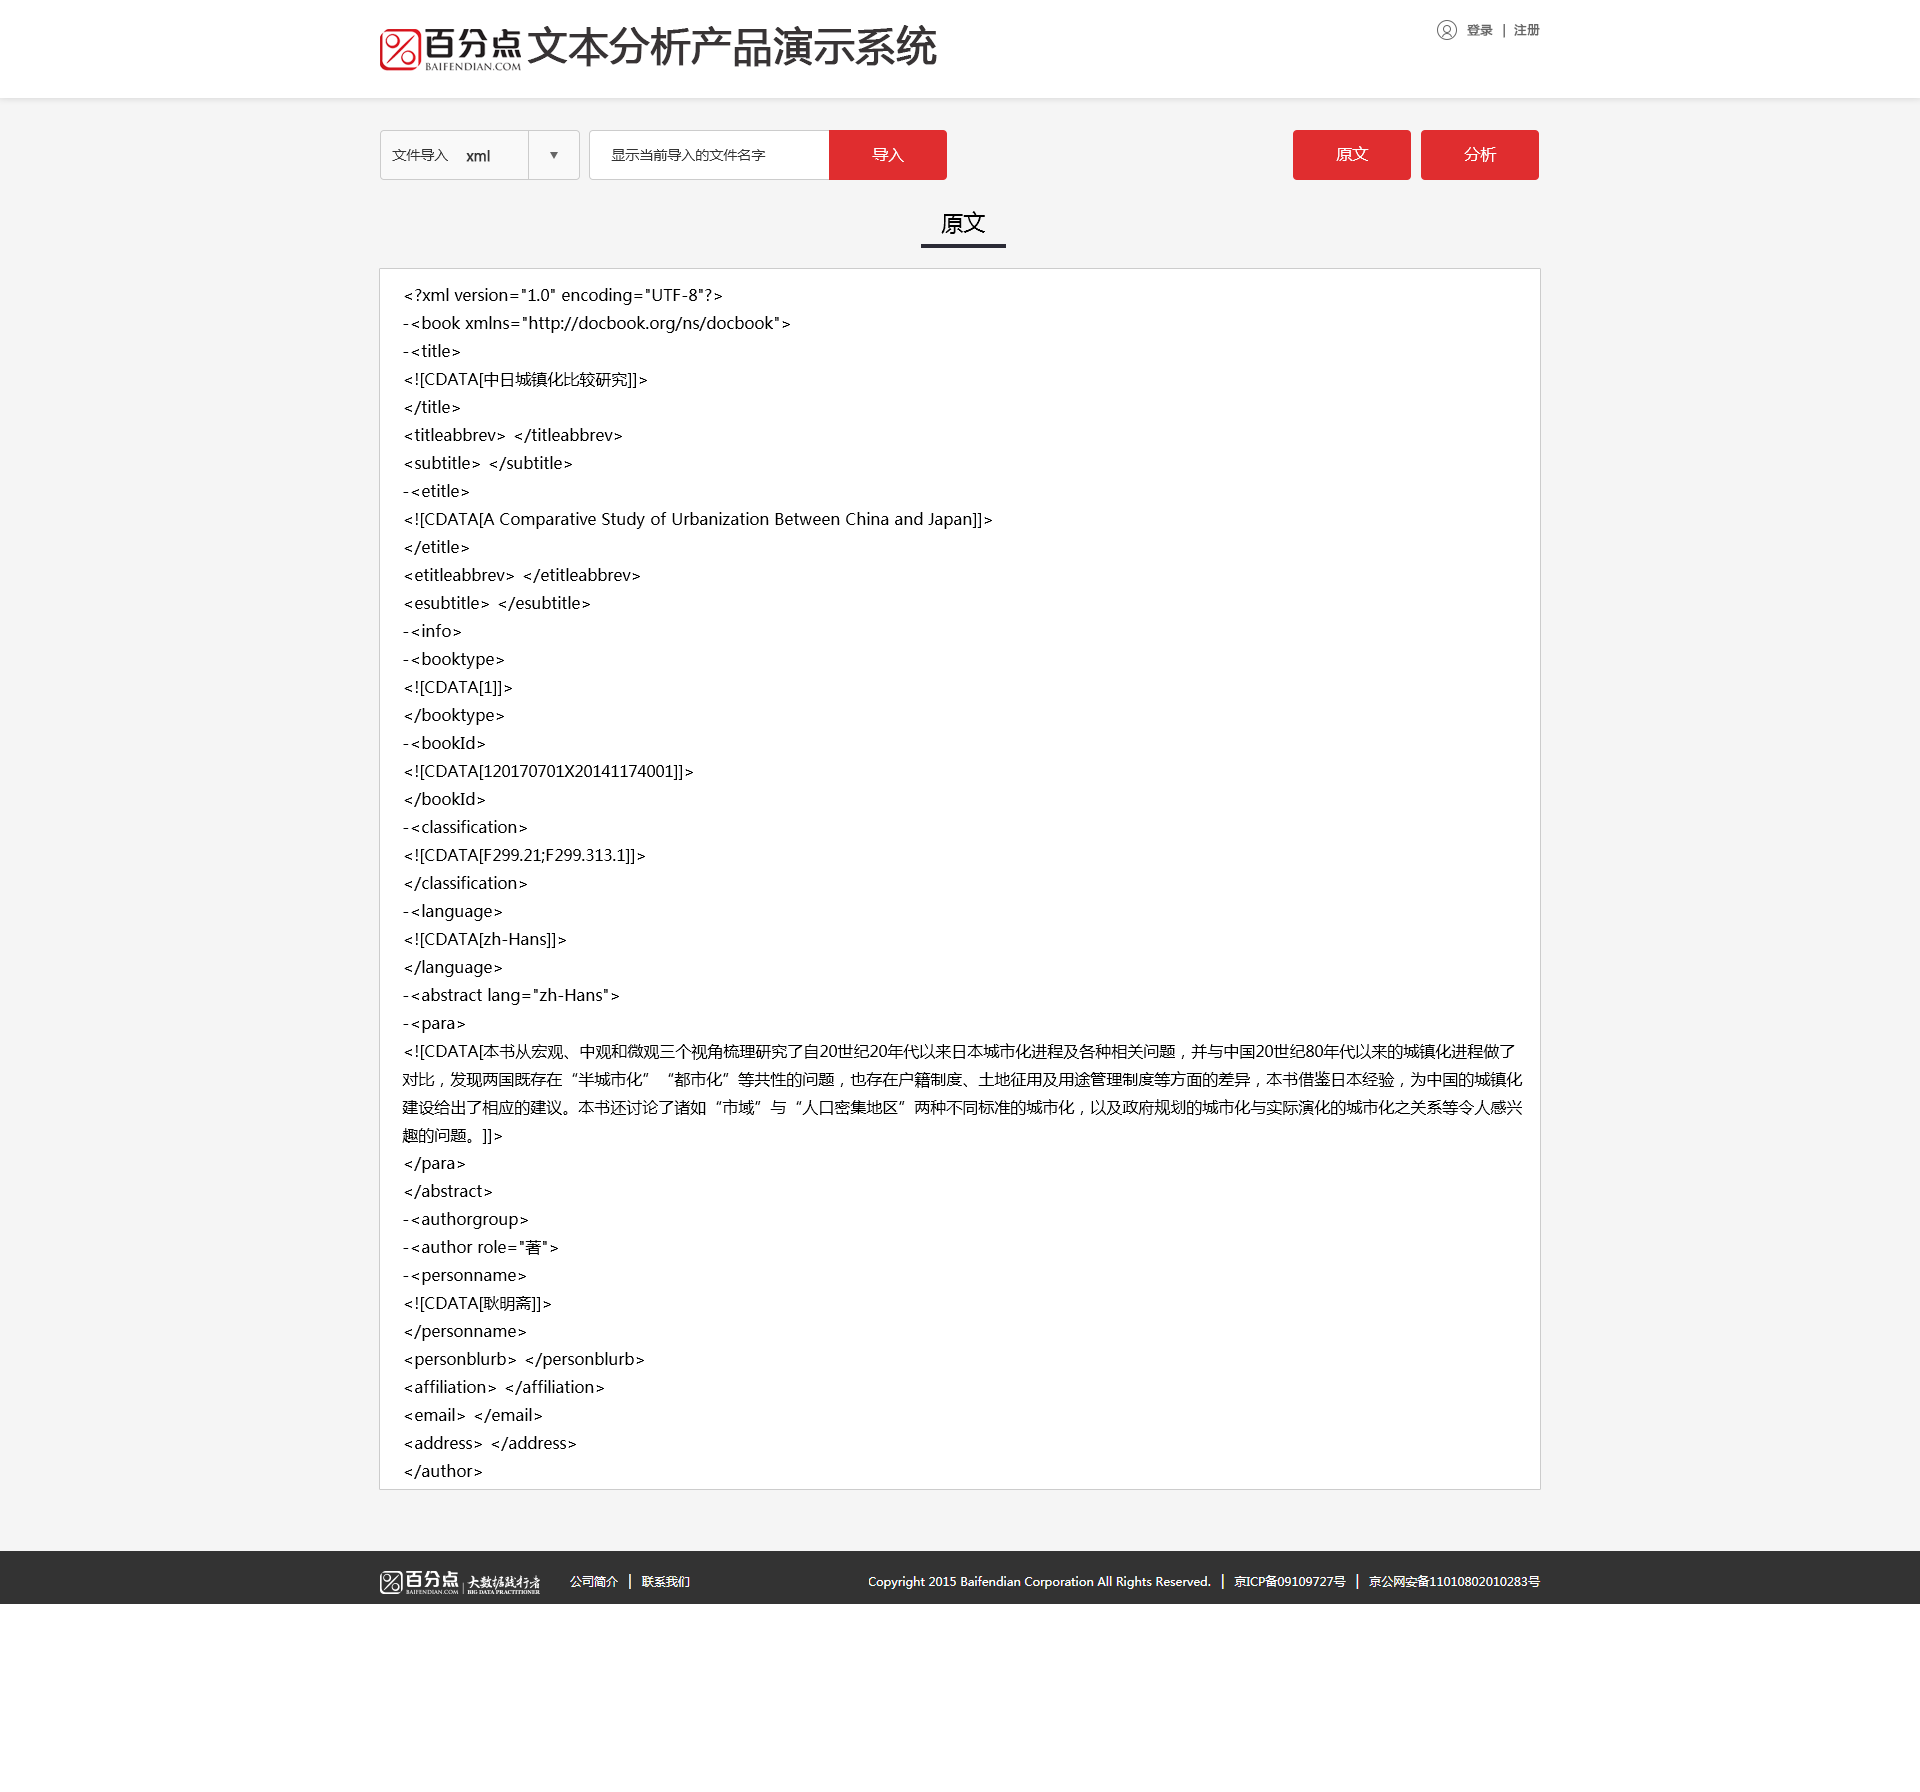 百分点
BAIFENDIAN.COM
文本分析产品演示系统
登录 | 注册
文件导入 xml ▼
显示当前导入的文件名字
导入
原文
分析
原文
<?xml version="1.0" encoding="UTF-8"?>
-<book xmlns="http://docbook.org/ns/docbook">
-<title>
<![CDATA[中日城镇化比较研究]]>
</title>
<titleabbrev> </titleabbrev>
<subtitle> </subtitle>
-<etitle>
<![CDATA[A Comparative Study of Urbanization Between China and Japan]]>
</etitle>
<etitleabbrev> </etitleabbrev>
<esubtitle> </esubtitle>
-<info>
-<booktype>
<![CDATA[1]]>
</booktype>
-<bookId>
<![CDATA[120170701X20141174001]]>
</bookId>
-<classification>
<![CDATA[F299.21;F299.313.1]]>
</classification>
-<language>
<![CDATA[zh-Hans]]>
</language>
-<abstract lang="zh-Hans">
-<para>
<![CDATA[本书从宏观、中观和微观三个视角梳理研究了自20世纪20年代以来日本城市化进程及各种相关问题，并与中国20世纪80年代以来的城镇化进程做了
对比，发现两国既存在“半城市化”“都市化”等共性的问题，也存在户籍制度、土地征用及用途管理制度等方面的差异，本书借鉴日本经验，为中国的城镇化
建设给出了相应的建议。本书还讨论了诸如“市域”与“人口密集地区”两种不同标准的城市化，以及政府规划的城市化与实际演化的城市化之关系等令人感兴
趣的问题。]]>
</para>
</abstract>
-<authorgroup>
-<author role="著">
-<personname>
<![CDATA[耿明斋]]>
</personname>
<personblurb> </personblurb>
<affiliation> </affiliation>
<email> </email>
<address> </address>
</author>
百分点
BAIFENDIAN.COM
大数据践行者
BIG DATA PRACTITIONER
公司简介 | 联系我们
Copyright 2015 Baifendian Corporation All Rights Reserved. | 京ICP备09109727号 | 京公网安备11010802010283号